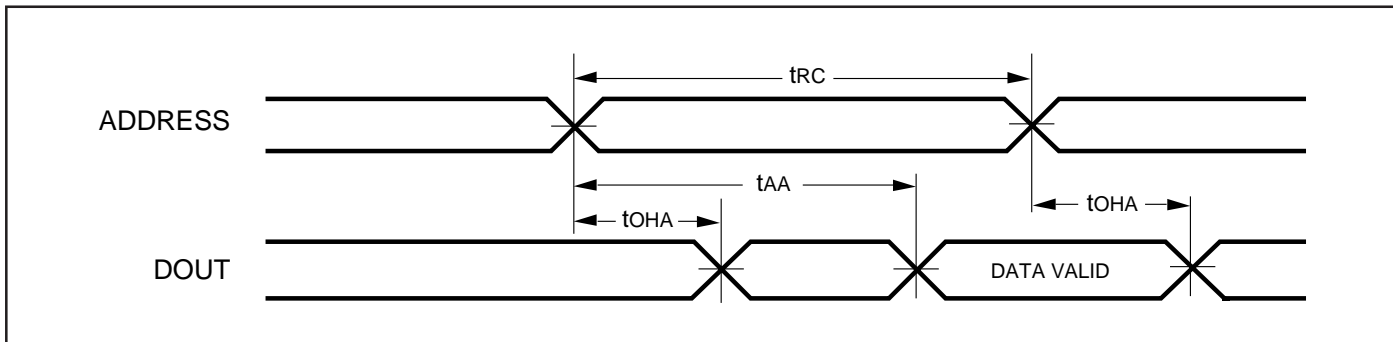 tRC
ADDRESS
tAA
tOHA
tOHA
DOUT
DATA VALID